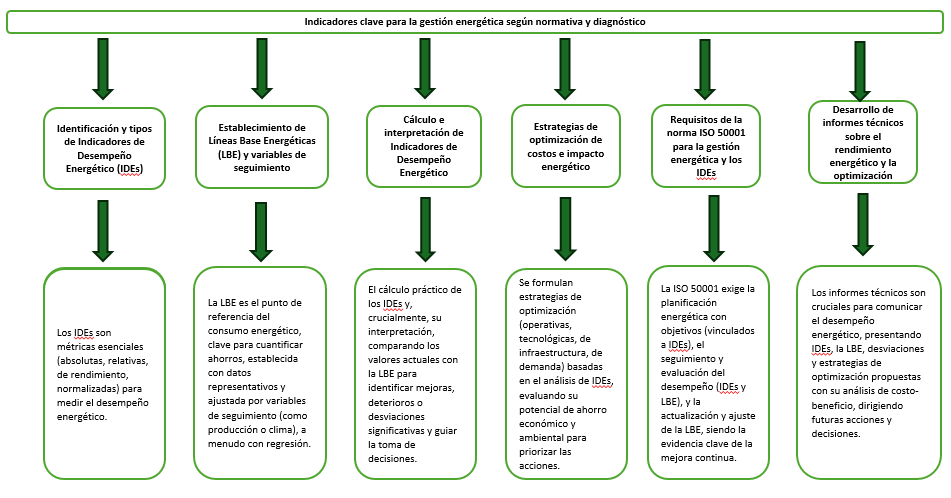 Indicadores clave para la gestión energética según normativa y diagnóstico
Identificación y tipos
de Indicadores de
Desempeño
Energético (IDEs)
Establecimiento de
Líneas Base Energéticas
(LBE) y variables de
seguimiento
Cálculo e
interpretación de
Indicadores de
Desempeño
Energético
Estrategias de
optimización de
costos e impacto
energético
Requisitos de la
norma ISO 50001
para la gestión
energética y los
IDEs
Desarrollo de
informes técnicos
sobre el
rendimiento
energético y la
optimización
Los IDEs son
métricas esenciales
(absolutas, relativas,
de rendimiento,
normalizadas) para
medir el desempeño
energético.
La LBE es el punto de
referencia del
consumo energético,
clave para cuantificar
ahorros, establecida
con datos
representativos y
ajustada por variables
de seguimiento (como
producción o clima), a
menudo con regresión.
El cálculo práctico de
los IDEs y,
crucialmente, su
interpretación,
comparando los
valores actuales con
la LBE para
identificar mejoras,
deterioros o
desviaciones
significativas y guiar
la toma de
decisiones.
Se formulan
estrategias de
optimización
(operativas,
tecnológicas, de
infraestructura, de
demanda) basadas
en el análisis de IDEs,
evaluando su
potencial de ahorro
económico y
ambiental para
priorizar las
acciones.
La ISO 50001 exige la
planificación
energética con
objetivos (vinculados
a IDEs), el
seguimiento y
evaluación del
desempeño (IDEs y
LBE), y la
actualización y ajuste
de la LBE, siendo la
evidencia clave de la
mejora continua.
Los informes técnicos son
cruciales para comunicar
el desempeño
energético, presentando
IDEs, la LBE, desviaciones
y estrategias de
optimización propuestas
con su análisis de costo-
beneficio, dirigiendo
futuras acciones y
decisiones.